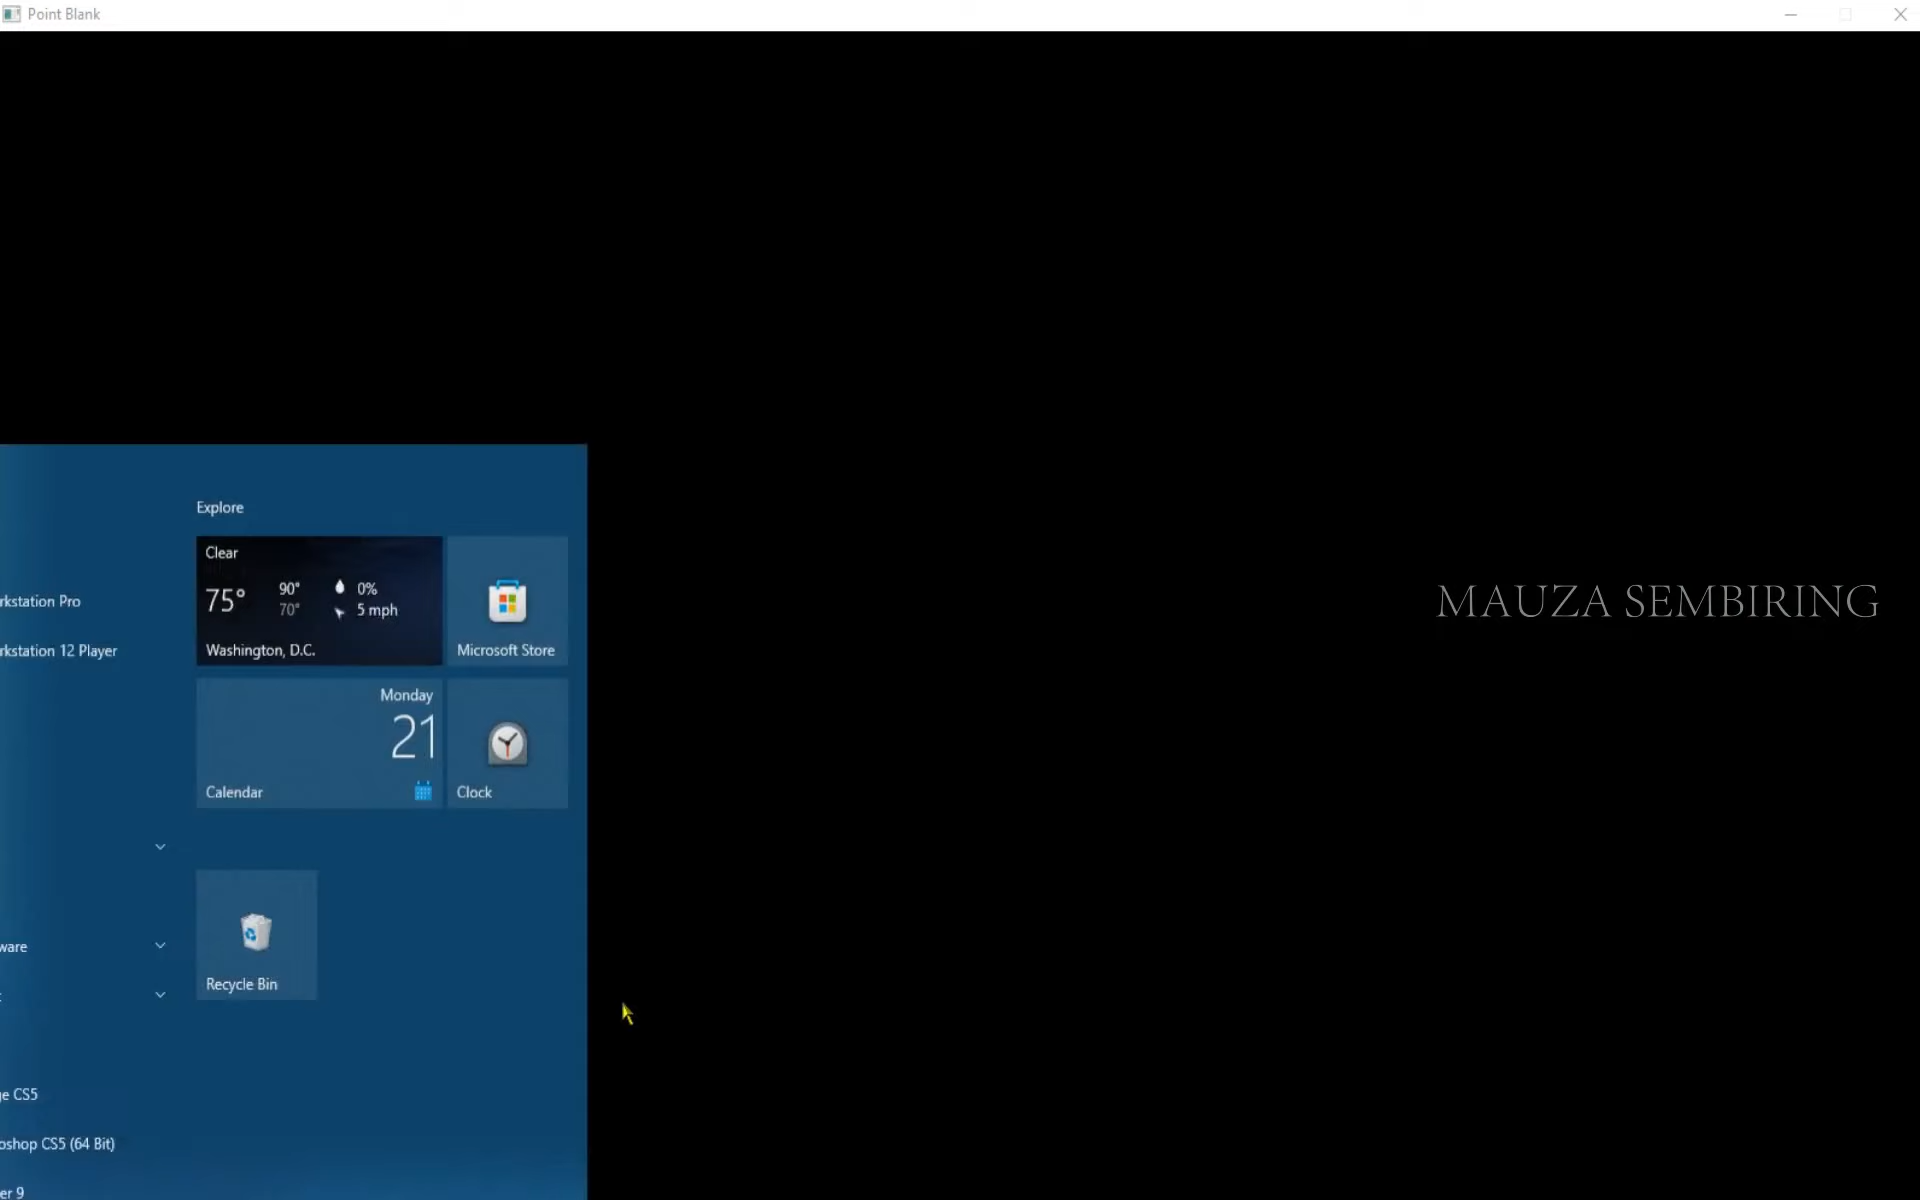 Point Blank
Explore
Clear
75°
90°
70°
0%
5 mph
Washington, D.C.
Microsoft Store
Monday
21
Calendar
Clock
Recycle Bin
rkstation Pro
rkstation 12 Player
ware
ge CS5
oshop CS5 (64 Bit)
er 9
MAUZA SEMBIRING